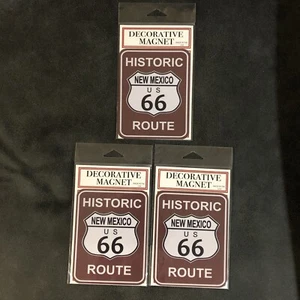 DECORATIVE
MAGNET
HISTORIC
NEW MEXICO
U S
66
ROUTE
DECORATIVE
MAGNET
HISTORIC
NEW MEXICO
U S
66
ROUTE
DECORATIVE
MAGNET
HISTORIC
NEW MEXICO
U S
66
ROUTE